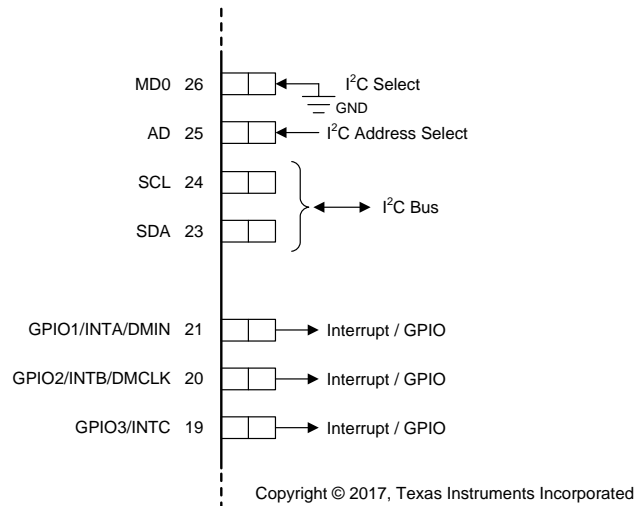 MD0 26 I²C Select
GND
AD 25 I²C Address Select
SCL 24
I²C Bus
SDA 23
GPIO1/INTA/DMIN 21 Interrupt / GPIO
GPIO2/INTB/DMCLK 20 Interrupt / GPIO
GPIO3/INTC 19 Interrupt / GPIO
Copyright © 2017, Texas Instruments Incorporated